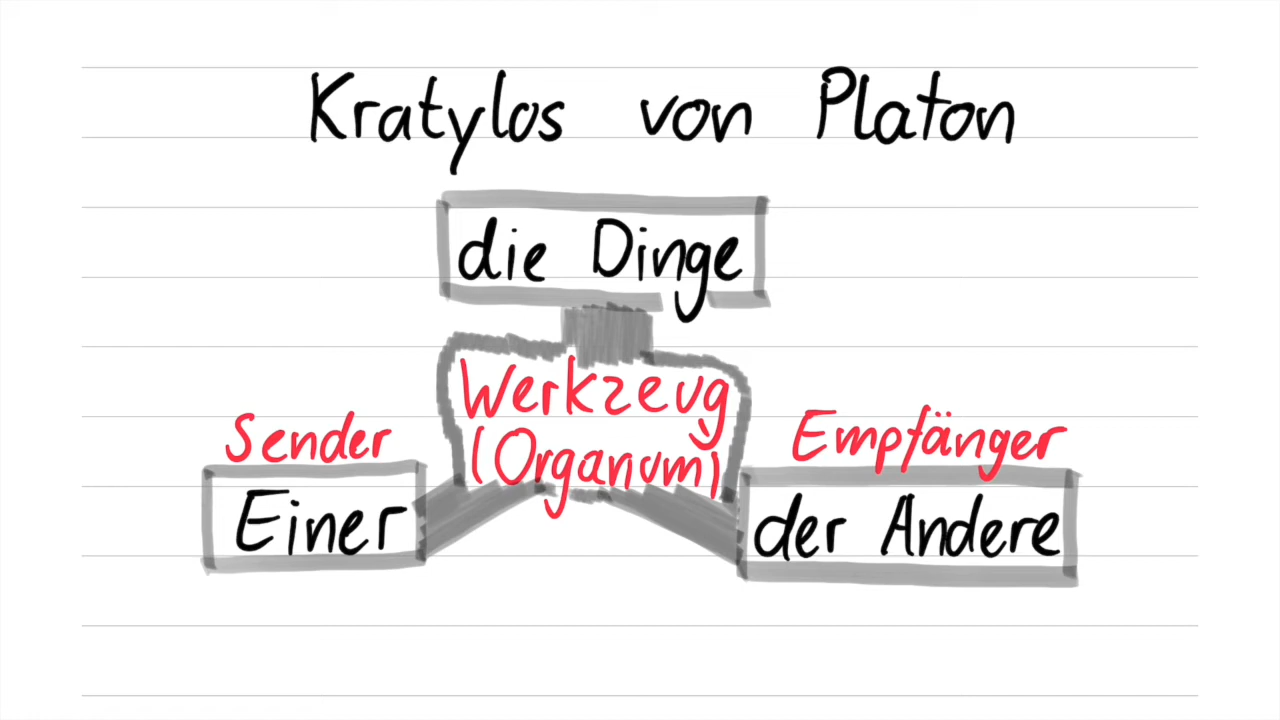 Kratylos von Platon
die Dinge
Werkzeug
(Organum)
Sender
Empfänger
Einer
der Andere